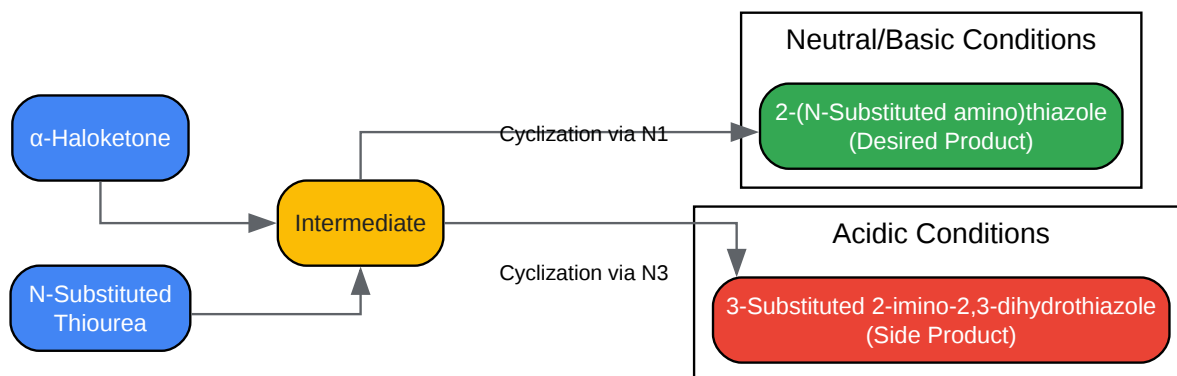 Neutral/Basic Conditions
α-Haloketone
Cyclization via N1
2-(N-Substituted amino)thiazole
(Desired Product)
Intermediate
Acidic Conditions
N-Substituted
Thiourea
Cyclization via N3
3-Substituted 2-imino-2,3-dihydrothiazole
(Side Product)